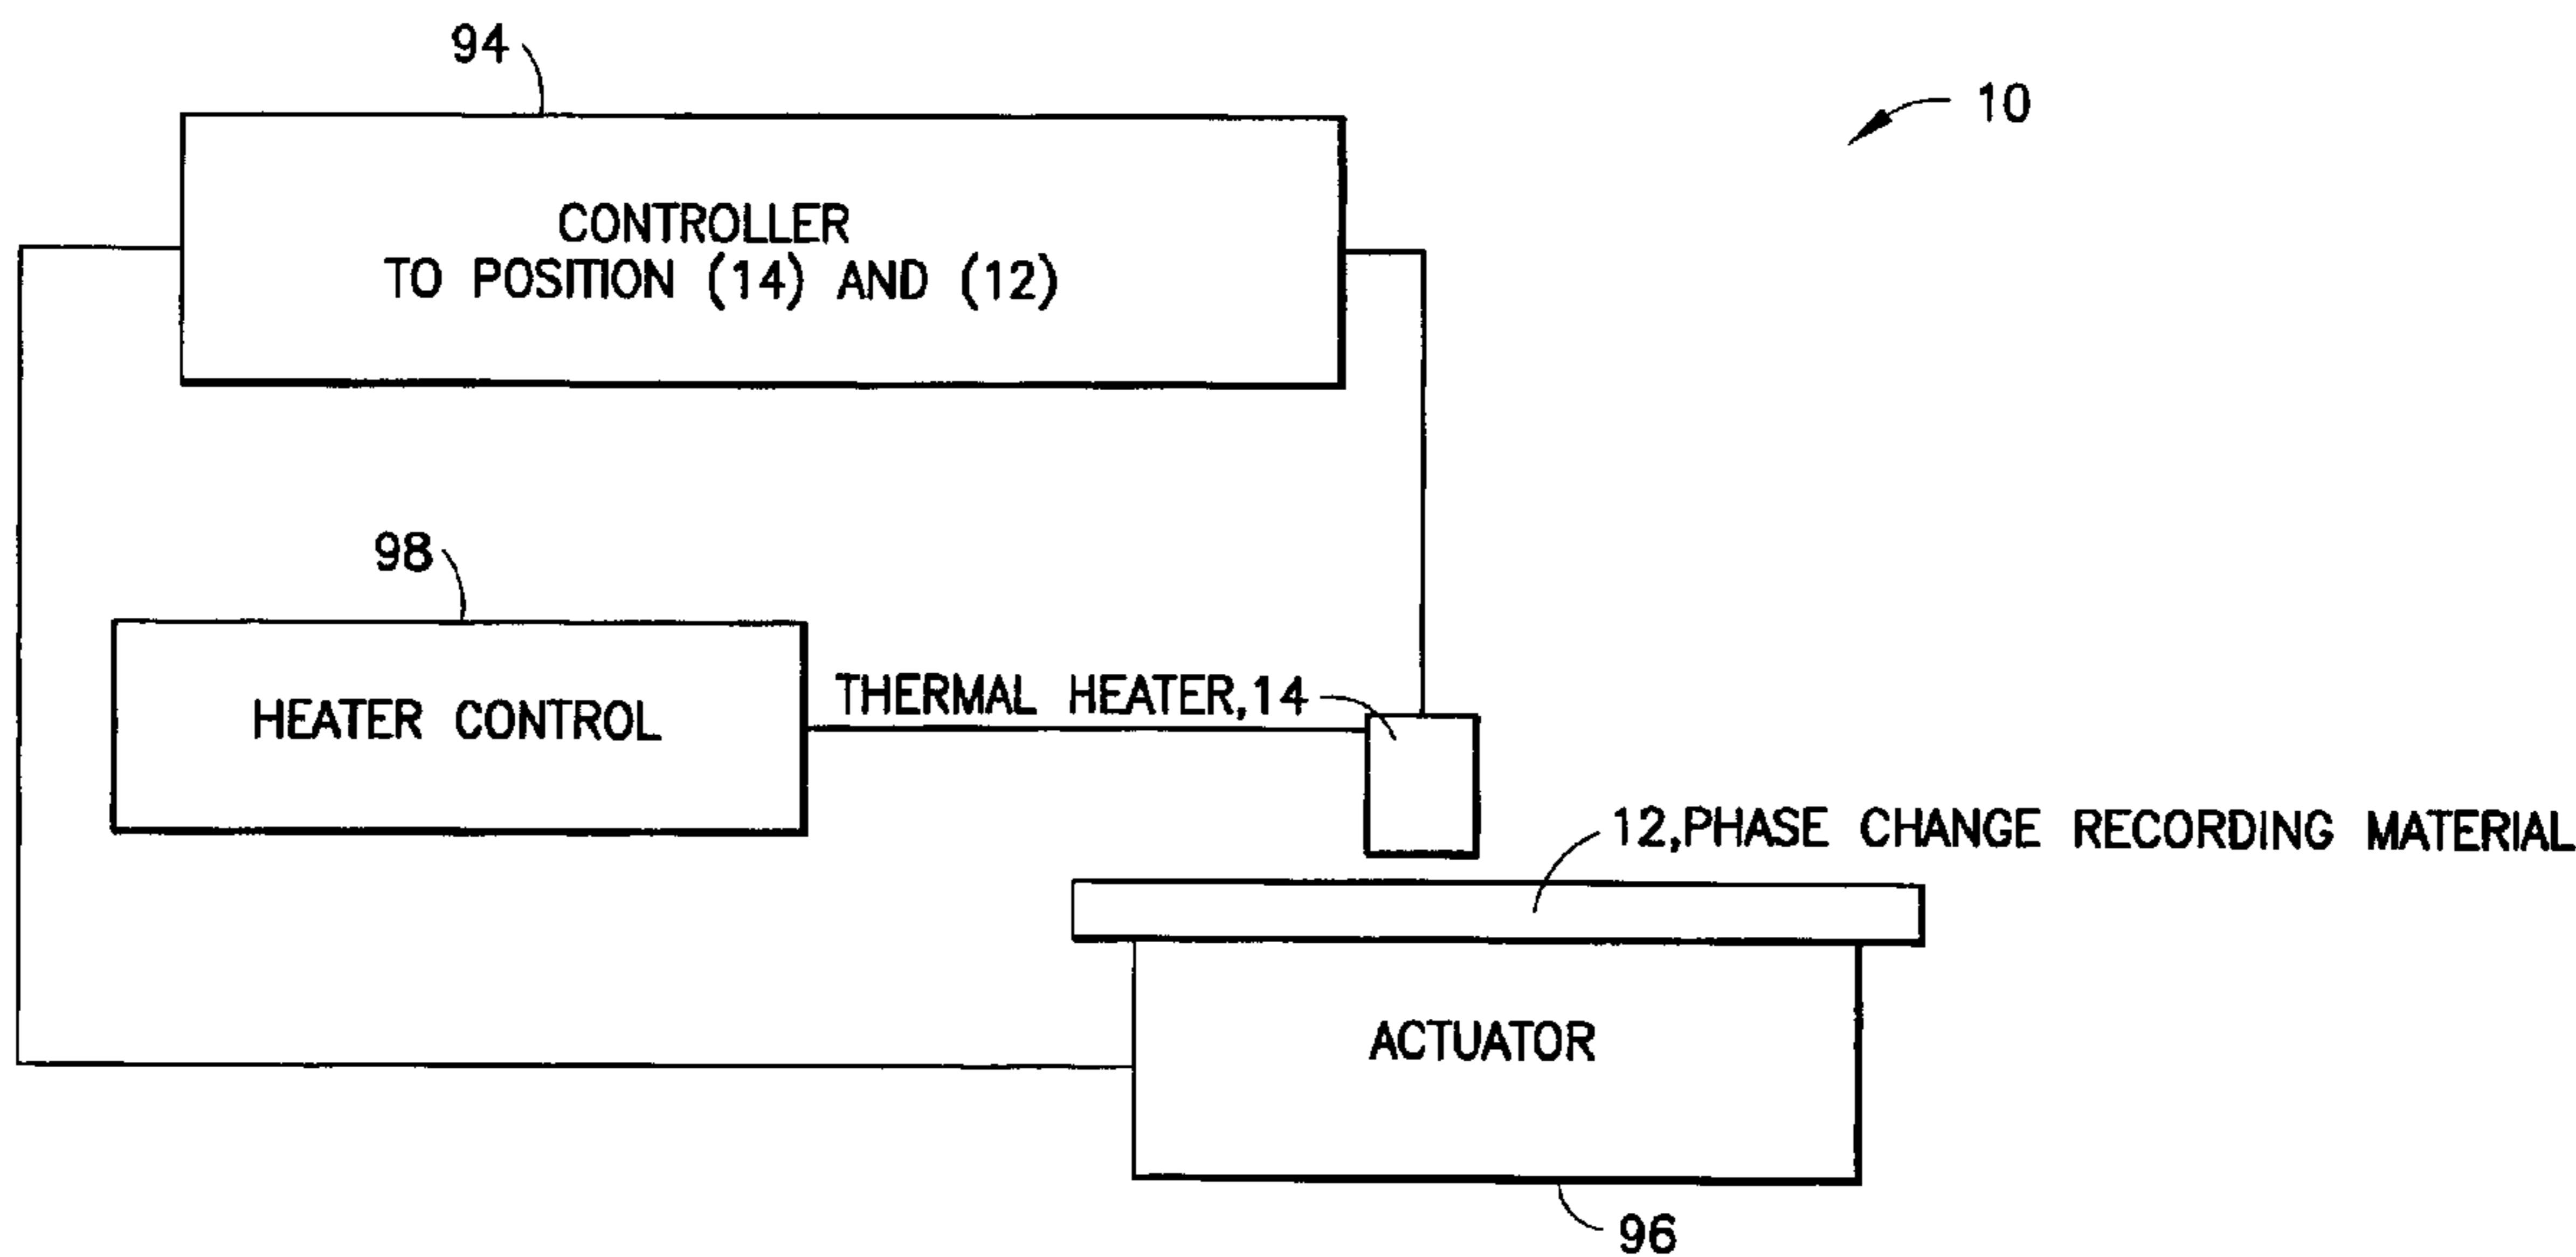 94
10
CONTROLLER
TO POSITION (14) AND (12)
98
HEATER CONTROL
THERMAL HEATER,14
12,PHASE CHANGE RECORDING MATERIAL
ACTUATOR
96